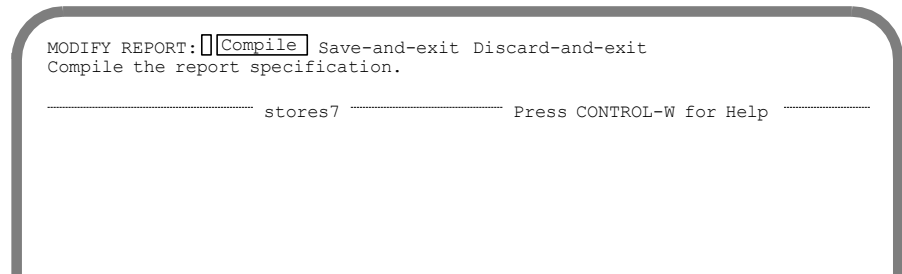 MODIFY REPORT: Compile Save-and-exit Discard-and-exit
Compile the report specification.
stores7 Press CONTROL-W for Help